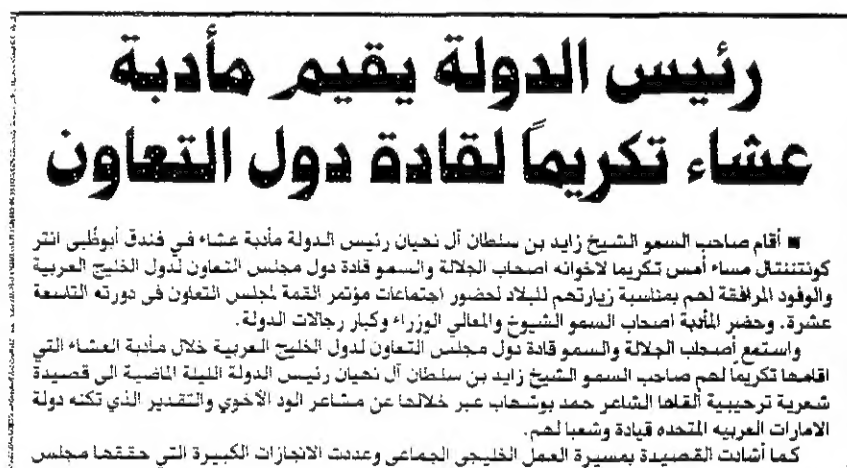 رئيس الدولة يقيم مأدبة
عشاء تكريماً لقادة دول التعاون
■ أقام صاحب السمو الشيخ زايد بن سلطان آل نحيان رئيس الدولة مأدبة عشاء في فندق أبوظبي انتر
كونتننتال مساء أمس تكريما لاخوانه اصحاب الجلالة والسمو قادة دول مجلس التعاون لدول الخليج العربية
والوفود المرافقة لهم بمناسبة زيارتهم للبلاد لحضور اجتماعات مؤتمر القمة لمجلس التعاون في دورته التاسعة
عشرة. وحضر المأدبة اصحاب السمو الشيوخ والمعالي الوزراء وكبار رجالات الدولة.
واستمع أصحاب الجلالة والسمو قادة دول مجلس التعاون لدول الخليج العربية خلال مأدبة العشاء التي
اقامها تكريماً لهم صاحب السمو الشيخ زايد بن سلطان آل نحيان رئيس الدولة الليلة الماضية الى قصيدة
شعرية ترحيبية ألقاها الشاعر حمد بوشهاب عبر خلالها عن مشاعر الود الأخوي والتقدير الذي تكنه دولة
الامارات العربيه المتحده قيادة وشعبا لهم.
كما أشادت القصيدة بمسيرة العمل الخليجي الجماعي وعددت الانجازات الكبيرة التي حققها مجلس